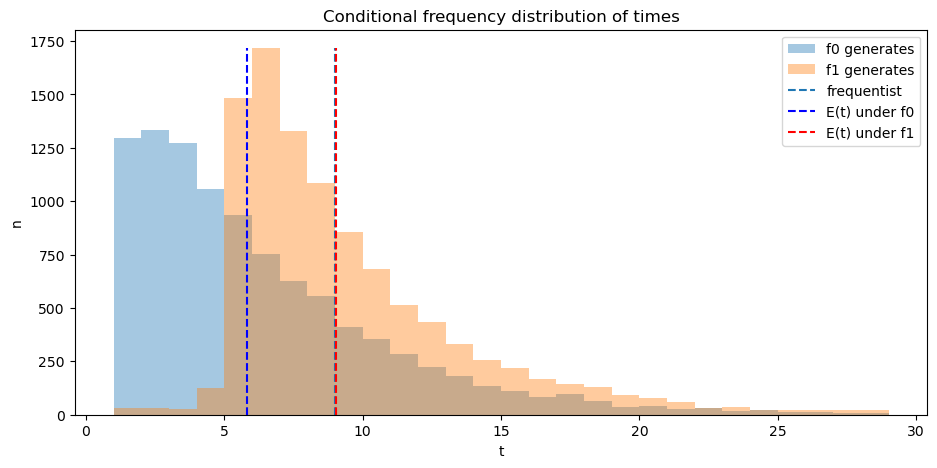 Conditional frequency distribution of times
f0 generates
f1 generates
frequentist
E(t) under f0
E(t) under f1
1750
1500
1250
1000
750
500
250
0
n
0 5 10 15 20 25 30
t